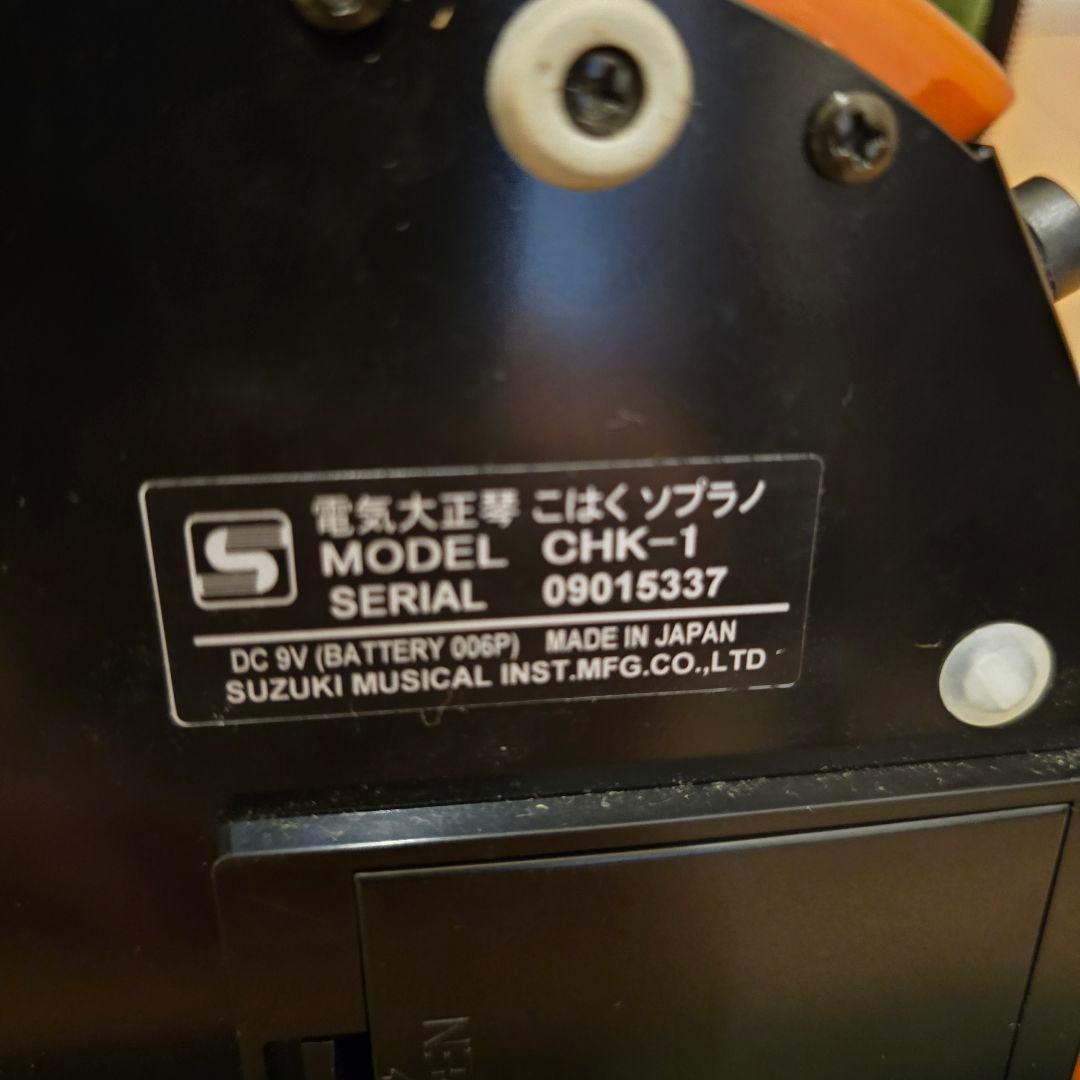 電気大正琴 こはく ソプラノ
MODEL CHK-1
SERIAL 09015337
DC 9V (BATTERY 006P) MADE IN JAPAN
SUZUKI MUSICAL INST.MFG.CO.,LTD